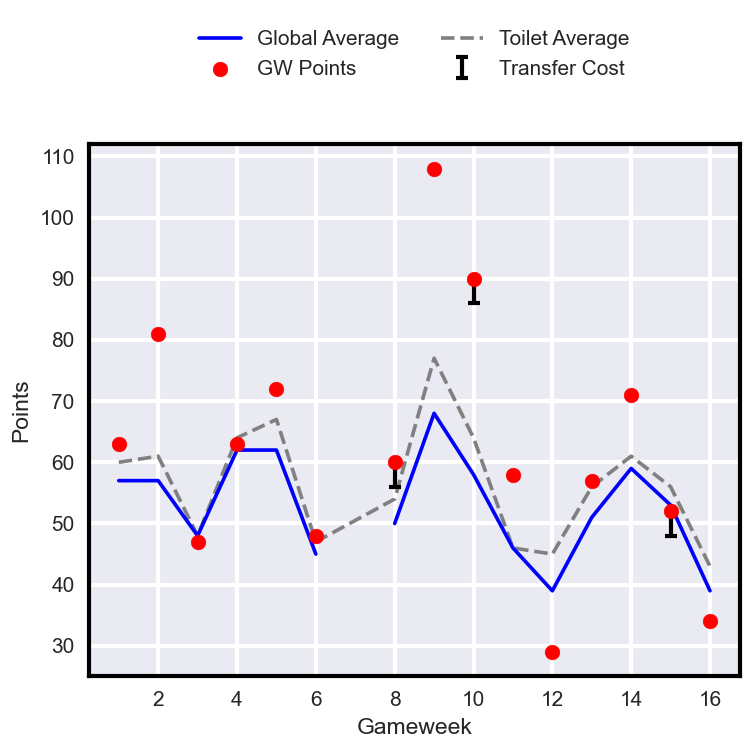 Global Average
Toilet Average
GW Points
Transfer Cost
110
100
90
80
70
60
50
40
30
Points
2 4 6 8 10 12 14 16
Gameweek